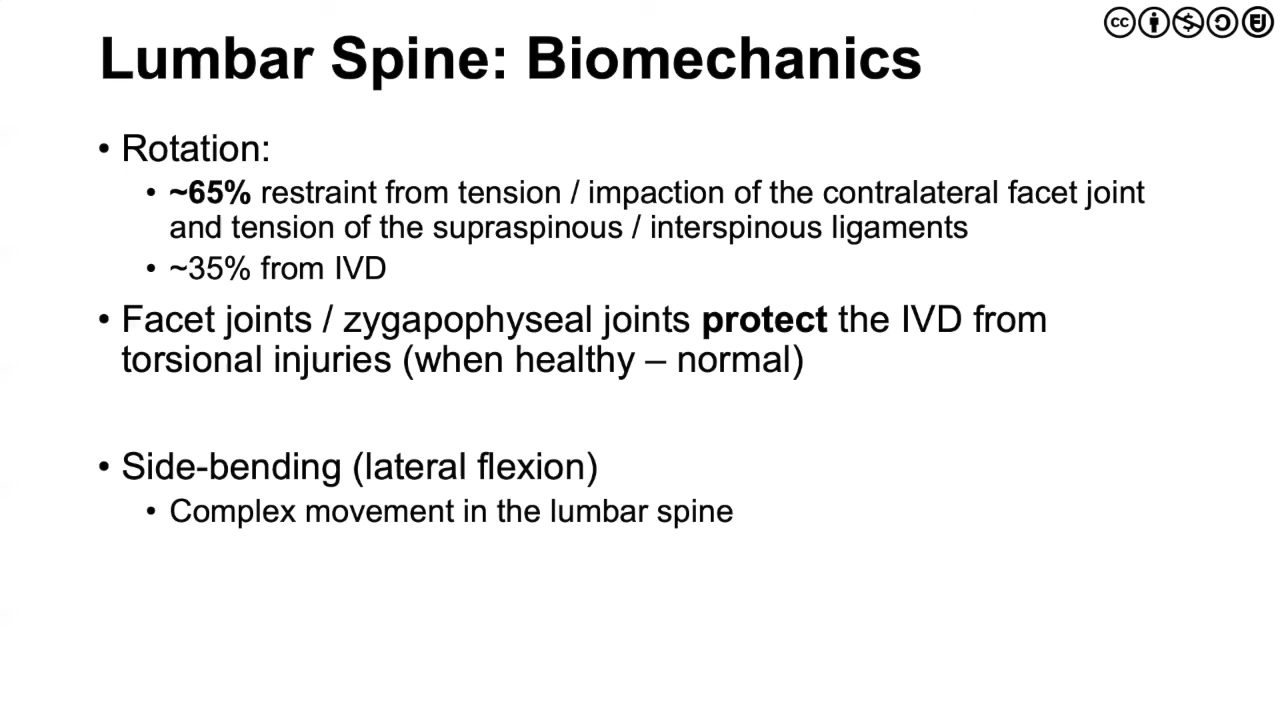 Lumbar Spine: Biomechanics
• Rotation:
• ~65% restraint from tension / impaction of the contralateral facet joint
and tension of the supraspinous / interspinous ligaments
• ~35% from IVD
• Facet joints / zygapophyseal joints protect the IVD from
torsional injuries (when healthy – normal)
• Side-bending (lateral flexion)
• Complex movement in the lumbar spine